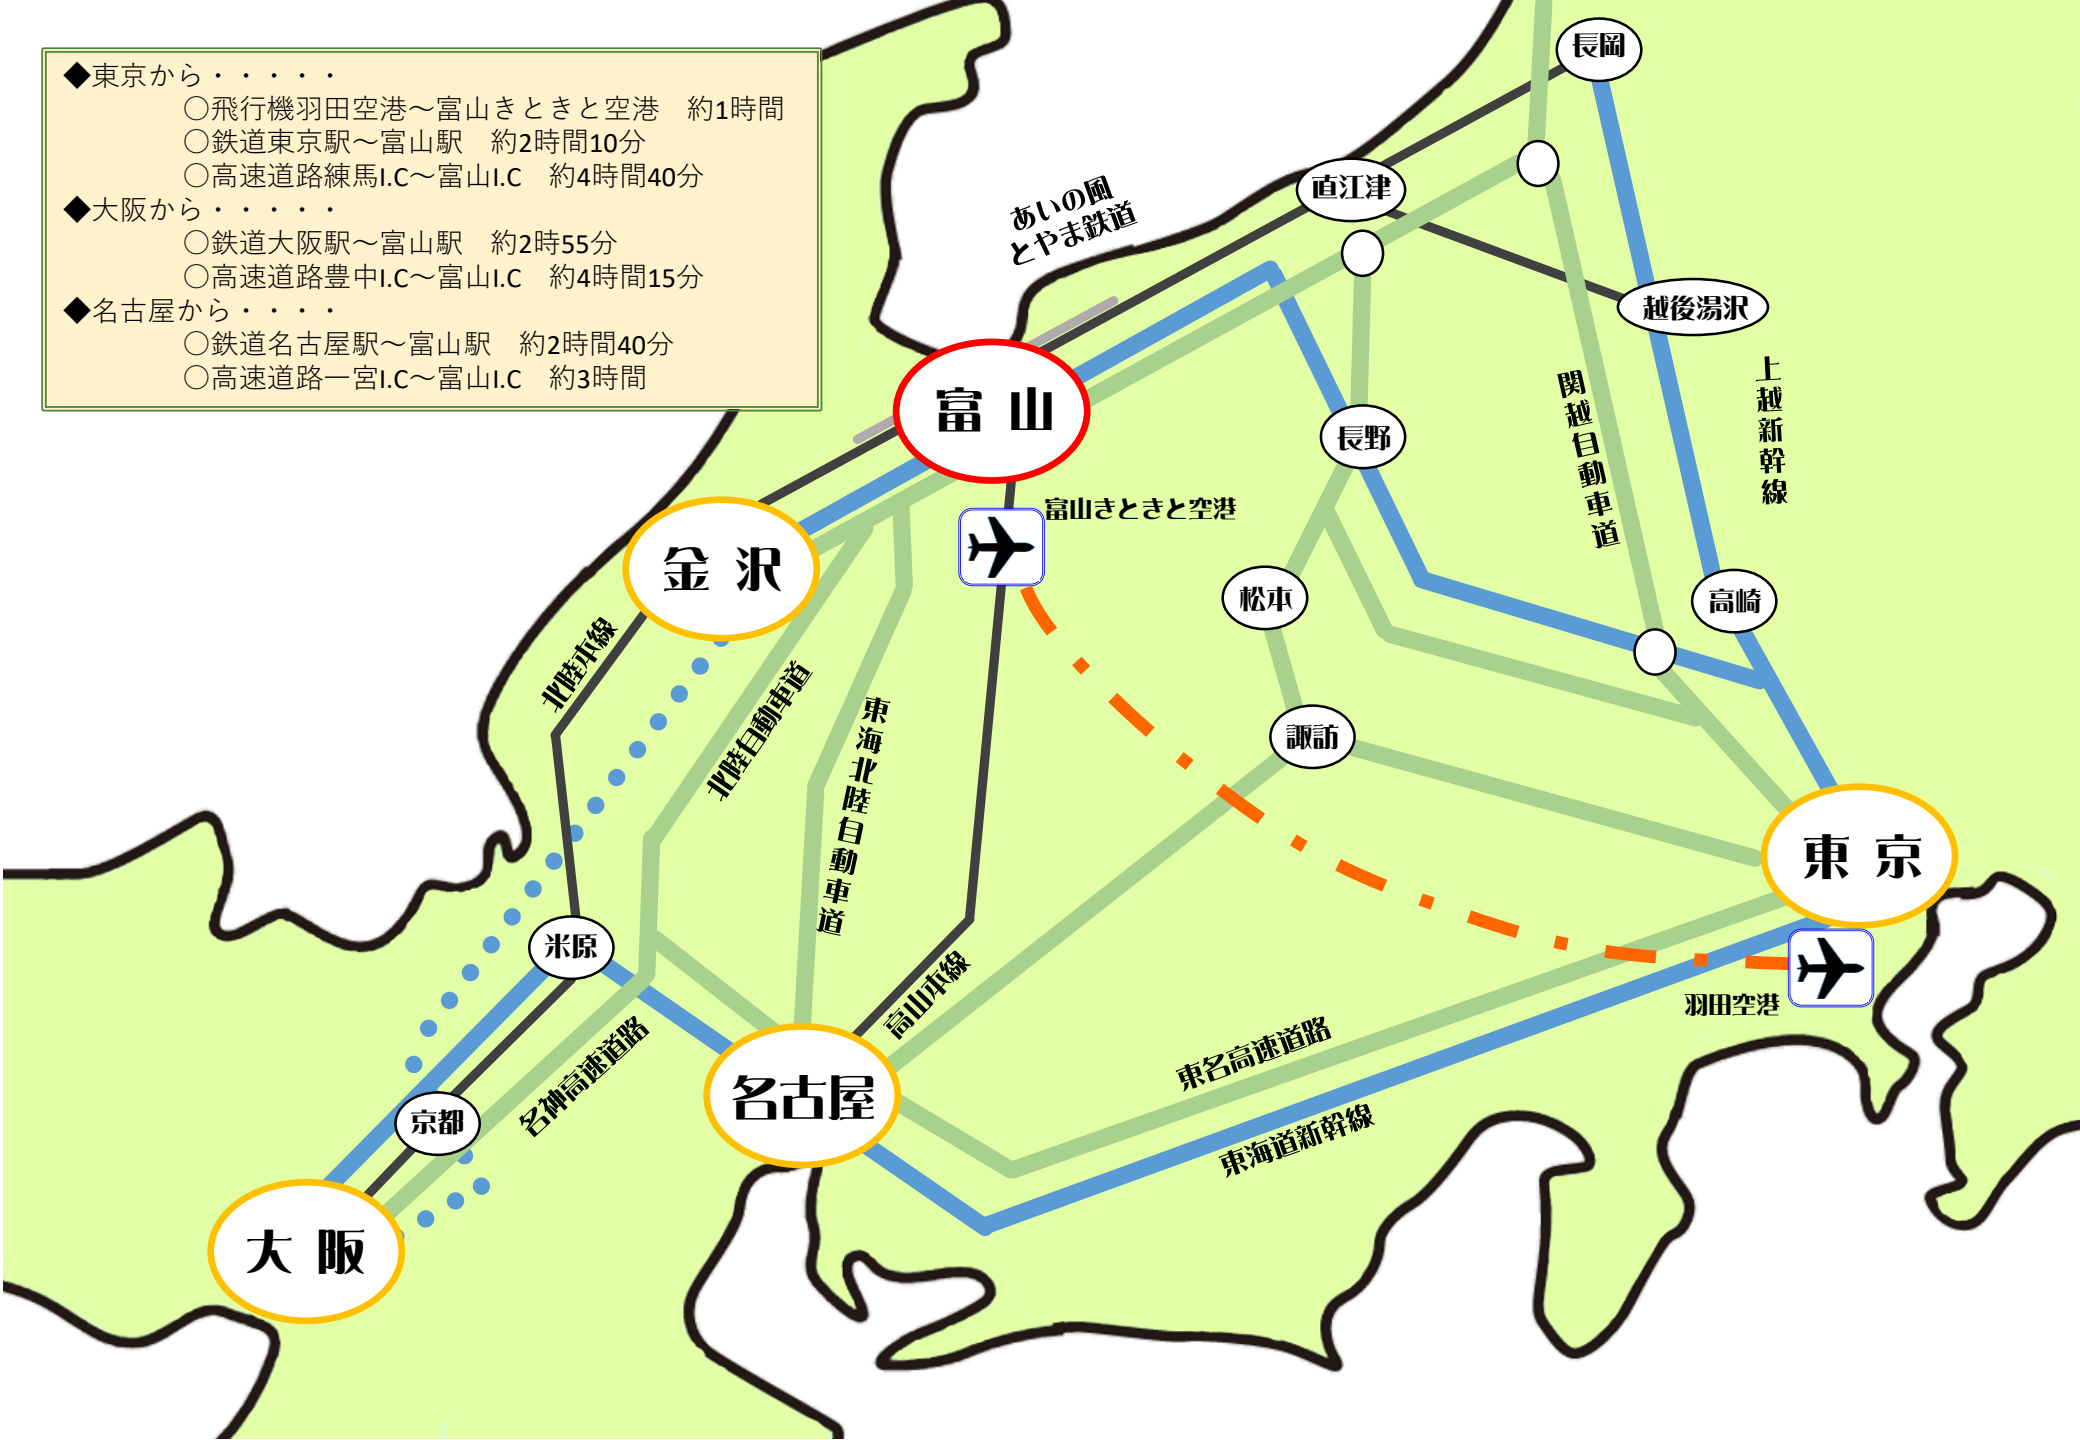 ◆東京から・・・・・
○飛行機羽田空港～富山きときと空港　約1時間
○鉄道東京駅～富山駅　約2時間10分
○高速道路練馬I.C～富山I.C　約4時間40分
◆大阪から・・・・・
○鉄道大阪駅～富山駅　約2時55分
○高速道路豊中I.C～富山I.C　約4時間15分
◆名古屋から・・・・
○鉄道名古屋駅～富山駅　約2時間40分
○高速道路一宮I.C～富山I.C　約3時間
長岡
直江津
あいの風
とやま鉄道
越後湯沢
上越新幹線
関越自動車道
富山
長野
富山きときと空港
金沢
松本
高崎
北陸本線
北陸自動車道
東海北陸自動車道
諏訪
東京
米原
高山本線
羽田空港
名神高速道路
東名高速道路
名古屋
京都
東海道新幹線
大阪